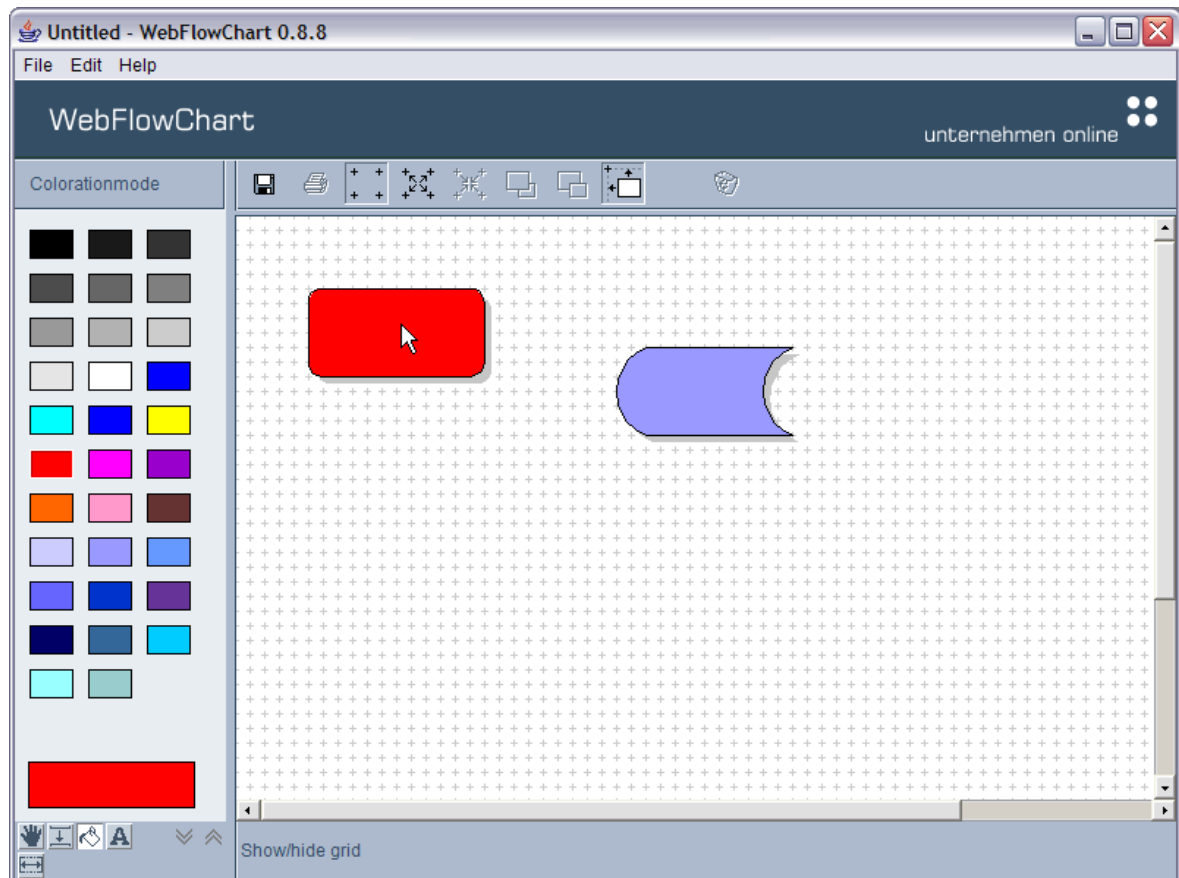 Untitled - WebFlowChart 0.8.8
File Edit Help
WebFlowChart
unternehmen online
Colorationmode
A
Show/hide grid